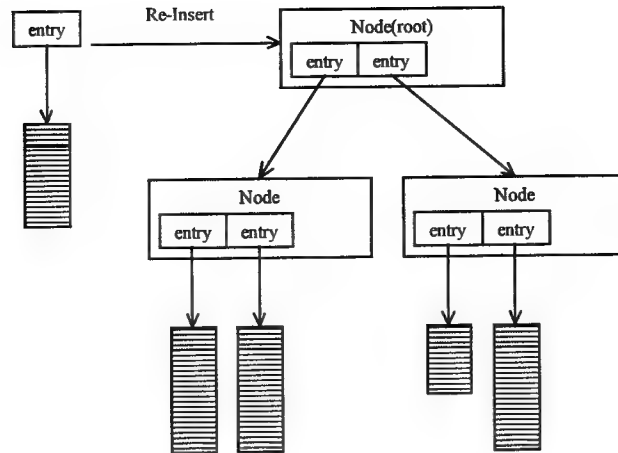 entry
Re-Insert
Node(root)
entry entry
Node
entry entry
Node
entry entry